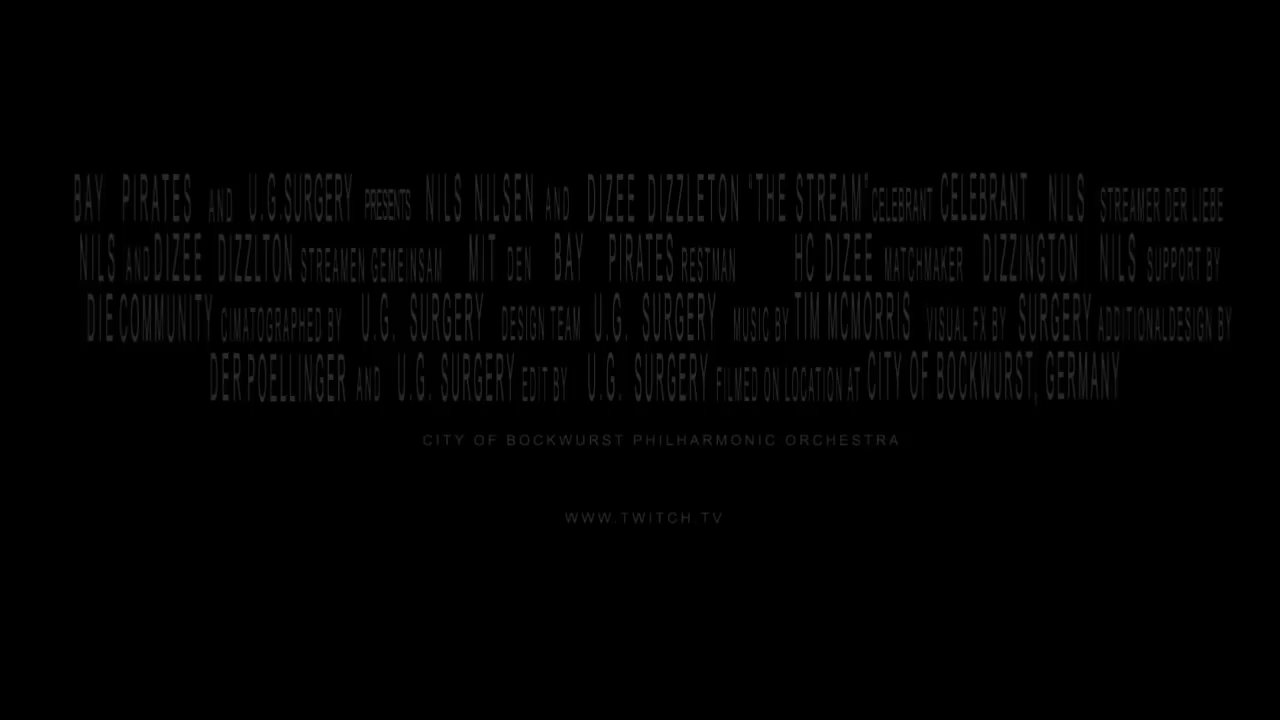 BAY PIRATES AND U.G.SURGERY PRESENTS NILS NILSEN AND DIZEE DIZZLETON "THE STREAM" CELEBRANT CELEBRANT NILS STREAMER DER LIEBE
NILS AND DIZEE DIZZLTON STREAMEN GEMEINSAM MIT DEN BAY PIRATES RESTMAN HC DIZEE MATCHMAKER DIZZINGTON NILS SUPPORT BY
DIE COMMUNITY CIMATOGRAPHED BY U.G. SURGERY DESIGN TEAM U.G. SURGERY MUSIC BY TIM MCMORRIS VISUAL FX BY SURGERY ADDITIONALDESIGN BY
DER POELLINGER AND U.G. SURGERY EDIT BY U.G. SURGERY FILMED ON LOCATION AT CITY OF BOCKWURST, GERMANY
CITY OF BOCKWURST PHILHARMONIC ORCHESTRA
WWW.TWITCH.TV